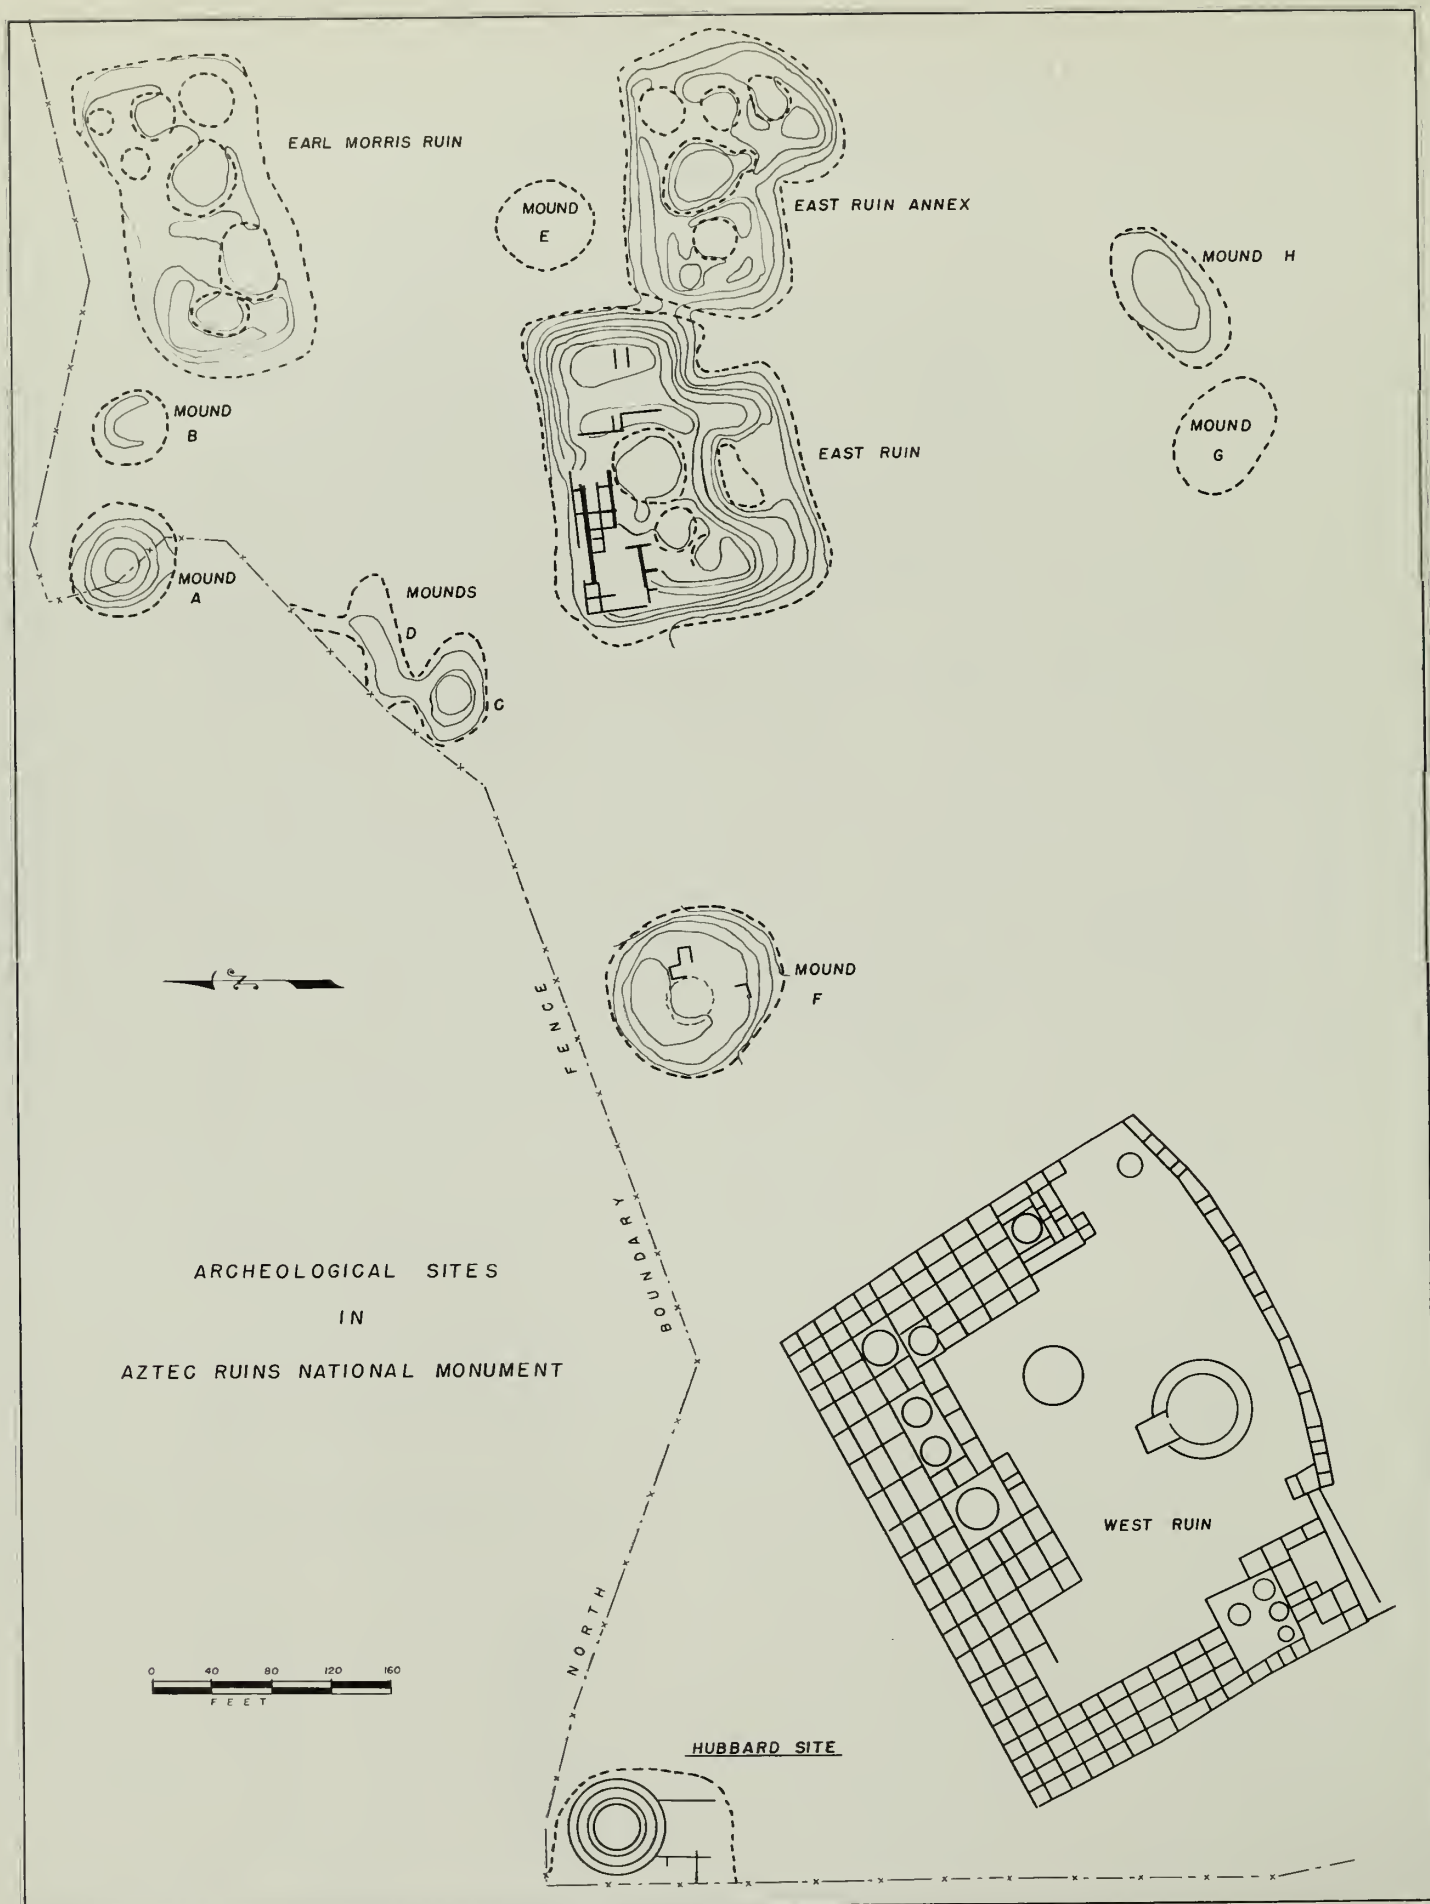 EARL MORRIS RUIN
EAST RUIN ANNEX
MOUND
E
MOUND H
MOUND
B
MOUND
G
EAST RUIN
MOUND
A
MOUNDS
D
C
MOUND
F
N
NORTH BOUNDARY FENCE
ARCHEOLOGICAL SITES
IN
AZTEC RUINS NATIONAL MONUMENT
WEST RUIN
0 40 80 120 160
FEET
HUBBARD SITE